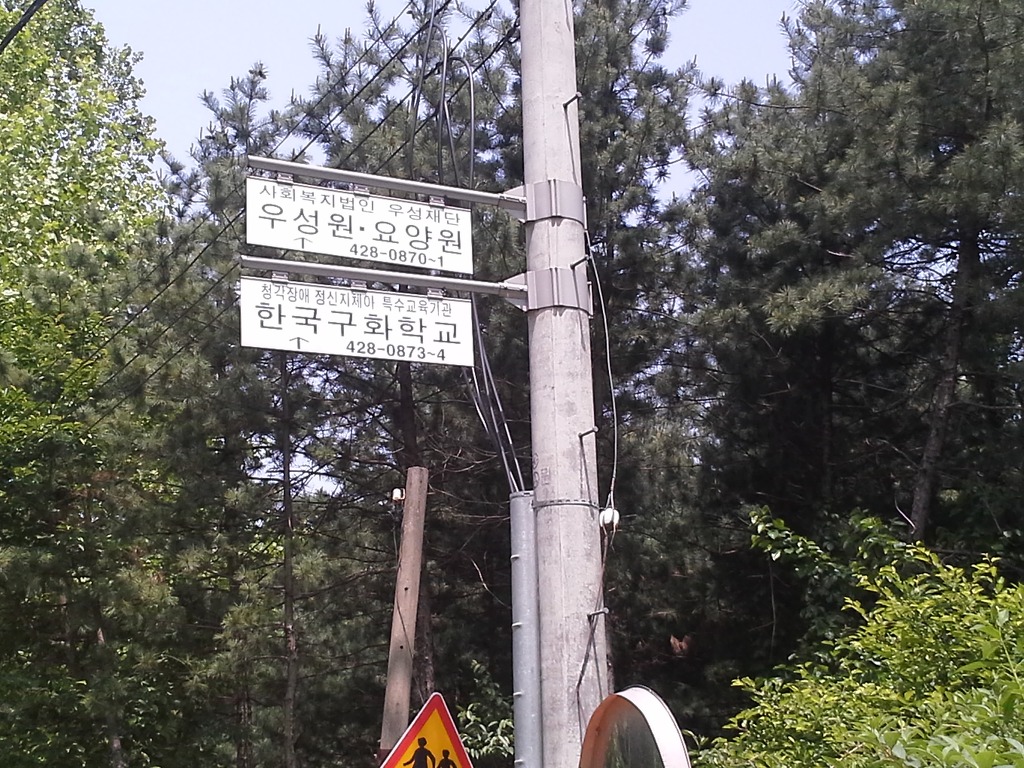 사회복지법인 우성재단
우성원·요양원
↑ 428-0870~1
청각장애 정신지체아 특수교육기관
한국구화학교
↑ 428-0873~4